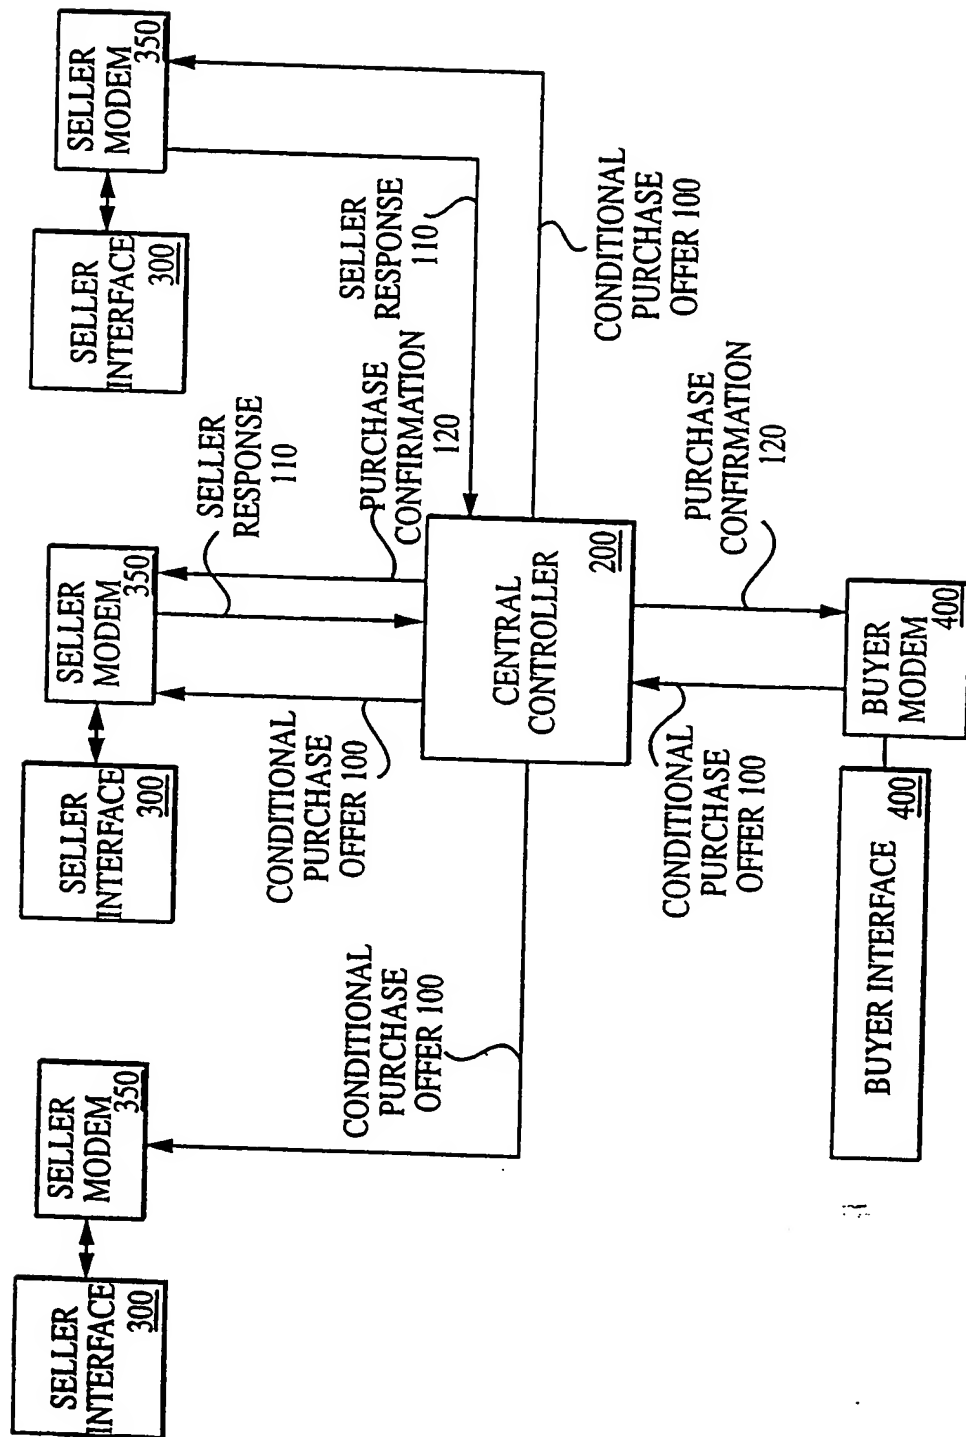 SELLER
INTERFACE
300
SELLER
MODEM
350
SELLER
INTERFACE
300
SELLER
MODEM
350
SELLER
INTERFACE
300
SELLER
MODEM
350
CONDITIONAL
PURCHASE
OFFER 100
CONDITIONAL
PURCHASE
OFFER 100
SELLER
RESPONSE
110
PURCHASE
CONFIRMATION
120
SELLER
RESPONSE
110
CONDITIONAL
PURCHASE
OFFER 100
CENTRAL
CONTROLLER
200
CONDITIONAL
PURCHASE
OFFER 100
PURCHASE
CONFIRMATION
120
BUYER INTERFACE
400
BUYER
MODEM
400